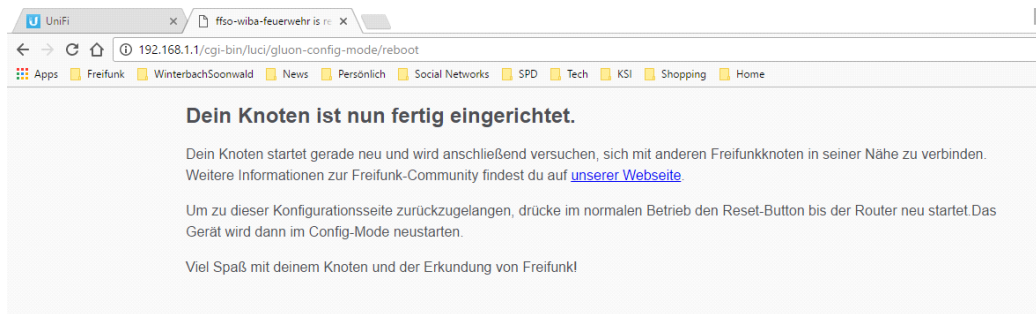 UniFi
ffso-wiba-feuerwehr is re
192.168.1.1/cgi-bin/luci/gluon-config-mode/reboot
Apps Freifunk WinterbachSoonwald News Persönlich Social Networks SPD Tech KSI Shopping Home
Dein Knoten ist nun fertig eingerichtet.
Dein Knoten startet gerade neu und wird anschließend versuchen, sich mit anderen Freifunkknoten in seiner Nähe zu verbinden.
Weitere Informationen zur Freifunk-Community findest du auf unserer Webseite.
Um zu dieser Konfigurationsseite zurückzugelangen, drücke im normalen Betrieb den Reset-Button bis der Router neu startet.Das
Gerät wird dann im Config-Mode neustarten.
Viel Spaß mit deinem Knoten und der Erkundung von Freifunk!